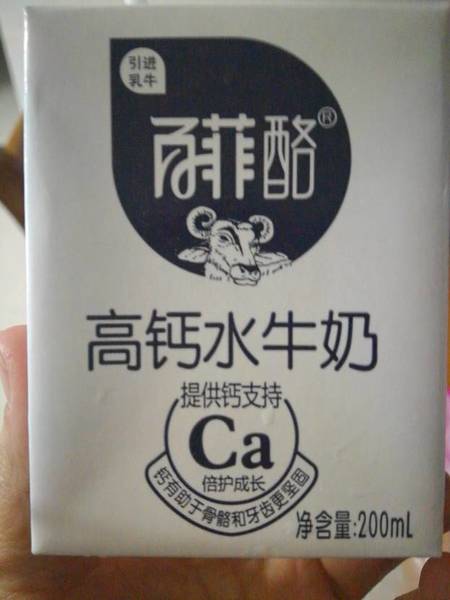 引进
乳牛
百菲酪®
高钙水牛奶
提供钙支持
Ca
倍护成长
钙有助于骨骼和牙齿更坚固
净含量:200mL